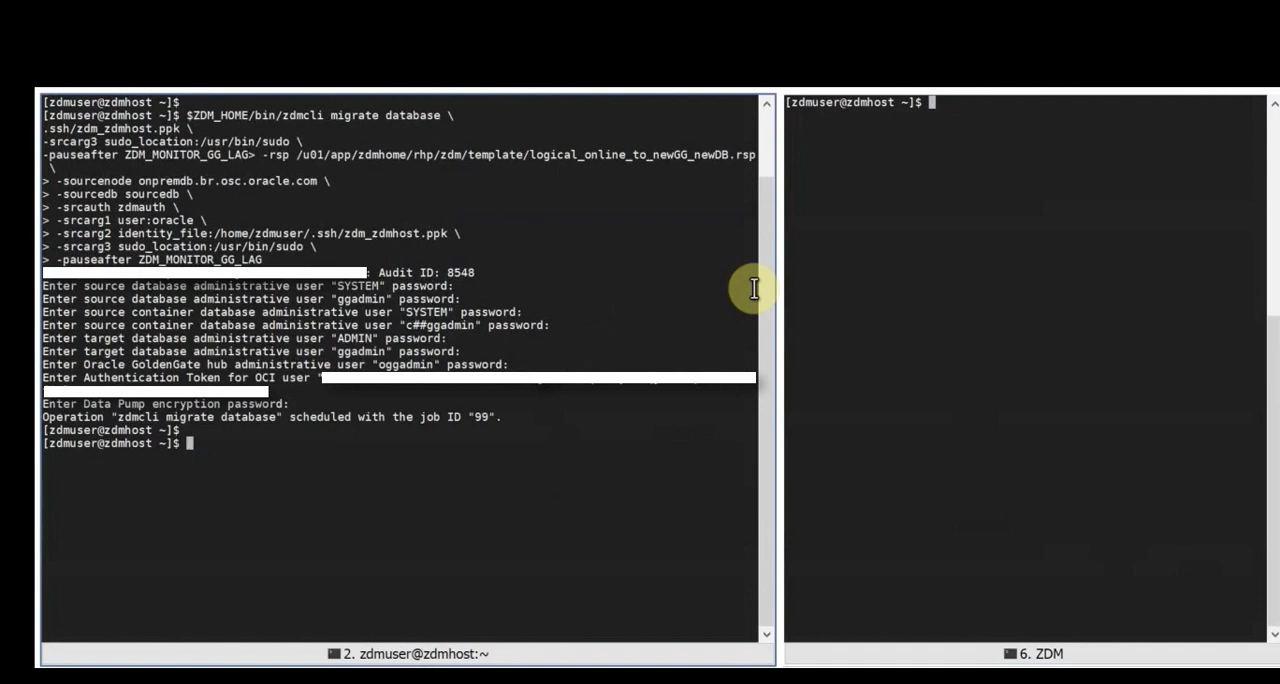 [zdmuser@zdmhost ~]$
[zdmuser@zdmhost ~]$ $ZDM_HOME/bin/zdmcli migrate database \
.ssh/zdm_zdmhost.ppk \
-srcarg3 sudo_location:/usr/bin/sudo \
-pauseafter ZDM_MONITOR_GG_LAG> -rsp /u01/app/zdmhome/rhp/zdm/template/logical_online_to_newGG_newDB.rsp
\
> -sourcenode onpremdb.br.osc.oracle.com \
> -sourcedb sourcedb \
> -srcauth zdmauth \
> -srcarg1 user:oracle \
> -srcarg2 identity_file:/home/zdmuser/.ssh/zdm_zdmhost.ppk \
> -srcarg3 sudo_location:/usr/bin/sudo \
> -pauseafter ZDM_MONITOR_GG_LAG
: Audit ID: 8548
Enter source database administrative user "SYSTEM" password:
Enter source database administrative user "ggadmin" password:
Enter source container database administrative user "SYSTEM" password:
Enter source container database administrative user "c##ggadmin" password:
Enter target database administrative user "ADMIN" password:
Enter target database administrative user "ggadmin" password:
Enter Oracle GoldenGate hub administrative user "oggadmin" password:
Enter Authentication Token for OCI user "
Enter Data Pump encryption password:
Operation "zdmcli migrate database" scheduled with the job ID "99".
[zdmuser@zdmhost ~]$
[zdmuser@zdmhost ~]$
2. zdmuser@zdmhost:~
[zdmuser@zdmhost ~]$
6. ZDM